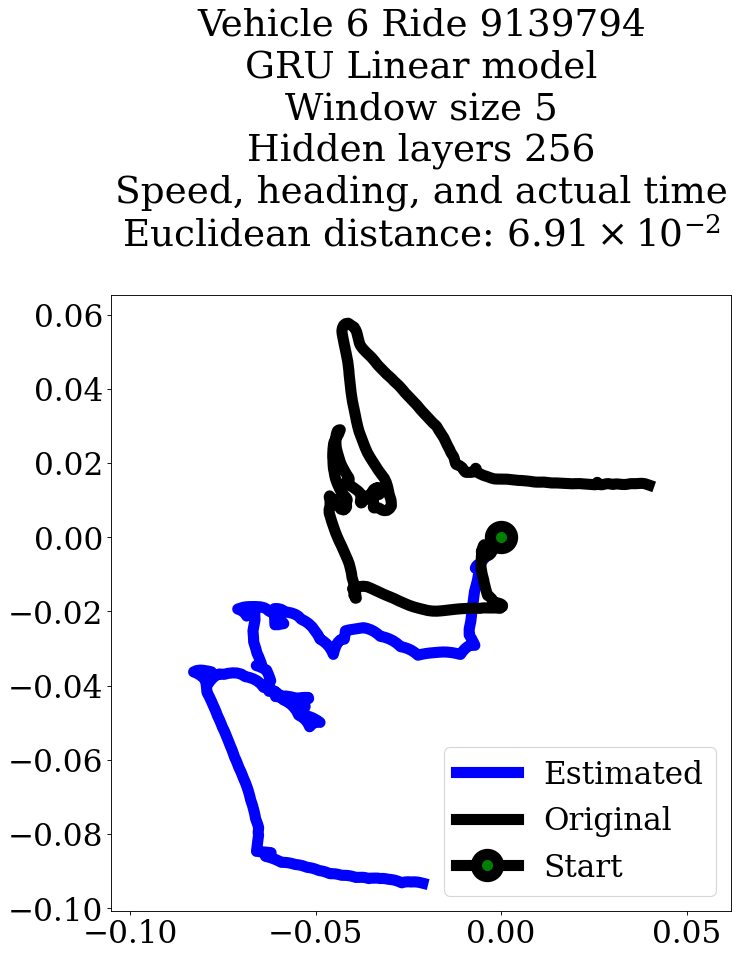 Vehicle 6 Ride 9139794
GRU Linear model
Window size 5
Hidden layers 256
Speed, heading, and actual time
Euclidean distance: 6.91 × 10⁻²
0.06
0.04
0.02
0.00
−0.02
−0.04
−0.06
−0.08
−0.10
Estimated
Original
Start
−0.10 −0.05 0.00 0.05